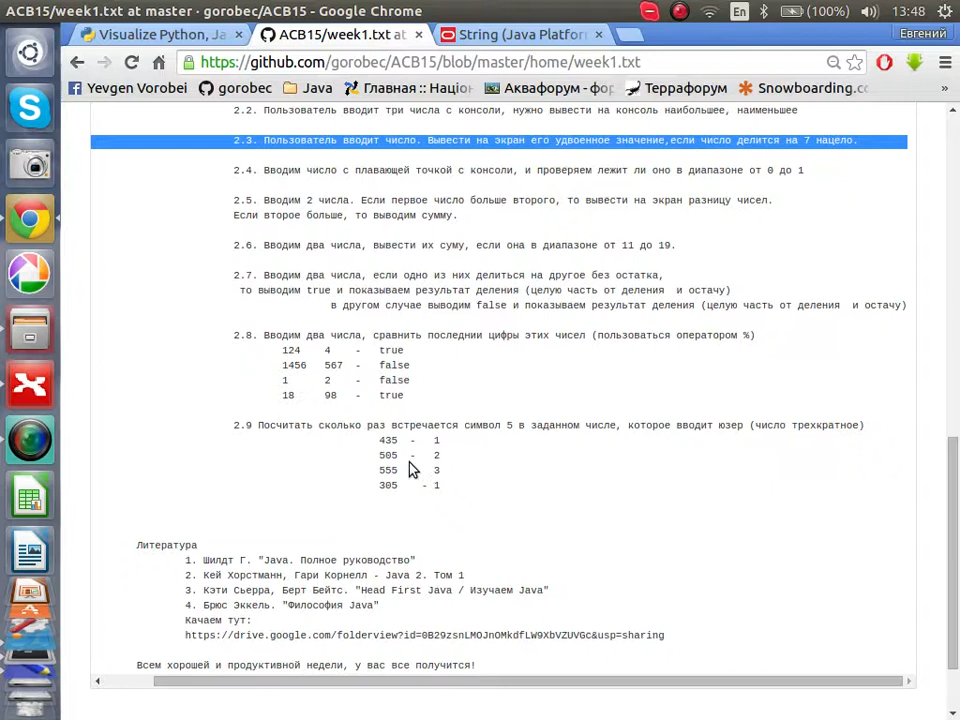 ACB15/week1.txt at master · gorobec/ACB15 - Google Chrome
En
(100%)
13:48
Visualize Python, Ja
ACB15/week1.txt at
String (Java Platfor
Евгений
https://github.com/gorobec/ACB15/blob/master/home/week1.txt
Yevgen Vorobei
gorobec
Java
Главная :: Націо
Аквафорум - фор
Терраформ
Snowboarding.co
»
2.2. Пользователь вводит три числа с консоли, нужно вывести на консоль наибольшее, наименьшее
2.3. Пользователь вводит число. Вывести на экран его удвоенное значение,если число делится на 7 нацело.
2.4. Вводим число с плавающей точкой с консоли, и проверяем лежит ли оно в диапазоне от 0 до 1
2.5. Вводим 2 числа. Если первое число больше второго, то вывести на экран разницу чисел.
Если второе больше, то выводим сумму.
2.6. Вводим два числа, вывести их суму, если она в диапазоне от 11 до 19.
2.7. Вводим два числа, если одно из них делиться на другое без остатка,
то выводим true и показываем результат деления (целую часть от деления и остачу)
в другом случае выводим false и показываем результат деления (целую часть от деления и остачу)
2.8. Вводим два числа, сравнить последнии цифры этих чисел (пользоваться оператором %)
124 4 - true
1456 567 - false
1 2 - false
18 98 - true
2.9 Посчитать сколько раз встречается символ 5 в заданном числе, которое вводит юзер (число трехкратное)
435 - 1
505 - 2
555 3
305 - 1
Литература
1. Шилдт Г. "Java. Полное руководство"
2. Кей Хорстманн, Гари Корнелл - Java 2. Том 1
3. Кэти Сьерра, Берт Бейтс. "Head First Java / Изучаем Java"
4. Брюс Эккель. "Философия Java"
Качаем тут:
https://drive.google.com/folderview?id=0B29zsnLMOJnOMkdfLW9XbVZUVGc&usp=sharing
Всем хорошей и продуктивной недели, у вас все получится!